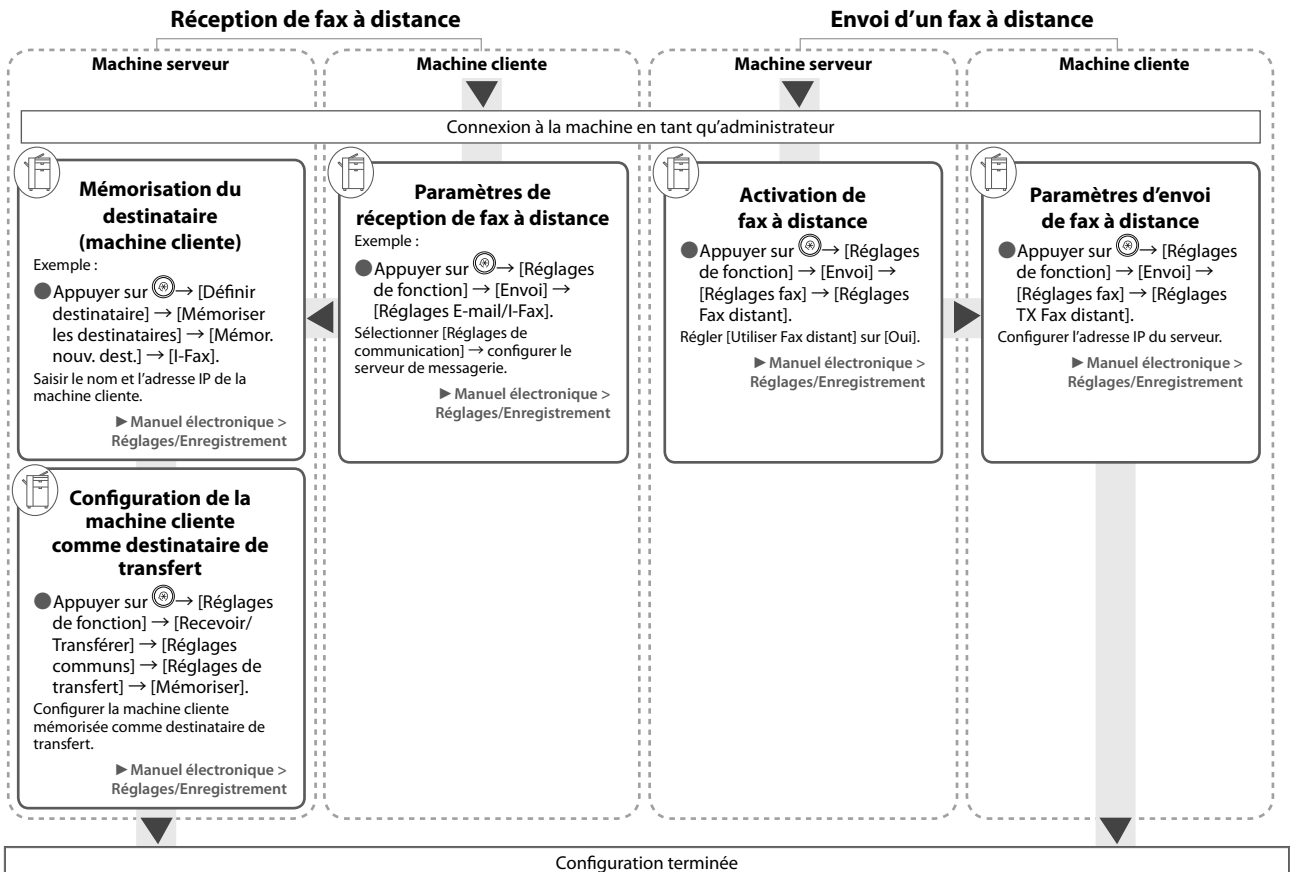 Réception de fax à distance
Envoi d'un fax à distance
Machine serveur
Machine cliente
Machine serveur
Machine cliente
Connexion à la machine en tant qu'administrateur
Mémorisation du
destinataire
(machine cliente)
Exemple :
● Appuyer sur → [Définir
destinataire] → [Mémoriser
les destinataires] → [Mémor.
nouv. dest.] → [I-Fax].
Saisir le nom et l'adresse IP de la
machine cliente.
► Manuel électronique >
Réglages/Enregistrement
Paramètres de
réception de fax à distance
Exemple :
● Appuyer sur → [Réglages
de fonction] → [Envoi] →
[Réglages E-mail/I-Fax].
Sélectionner [Réglages de
communication] → configurer le
serveur de messagerie.
► Manuel électronique >
Réglages/Enregistrement
Activation de
fax à distance
● Appuyer sur → [Réglages
de fonction] → [Envoi] →
[Réglages fax] → [Réglages
Fax distant].
Régler [Utiliser Fax distant] sur [Oui].
► Manuel électronique >
Réglages/Enregistrement
Paramètres d'envoi
de fax à distance
● Appuyer sur → [Réglages
de fonction] → [Envoi] →
[Réglages fax] → [Réglages
TX Fax distant].
Configurer l'adresse IP du serveur.
► Manuel électronique >
Réglages/Enregistrement
Configuration de la
machine cliente
comme destinataire de
transfert
● Appuyer sur → [Réglages
de fonction] → [Recevoir/
Transférer] → [Réglages
communs] → [Réglages de
transfert] → [Mémoriser].
Configurer la machine cliente
mémorisée comme destinataire de
transfert.
► Manuel électronique >
Réglages/Enregistrement
Configuration terminée